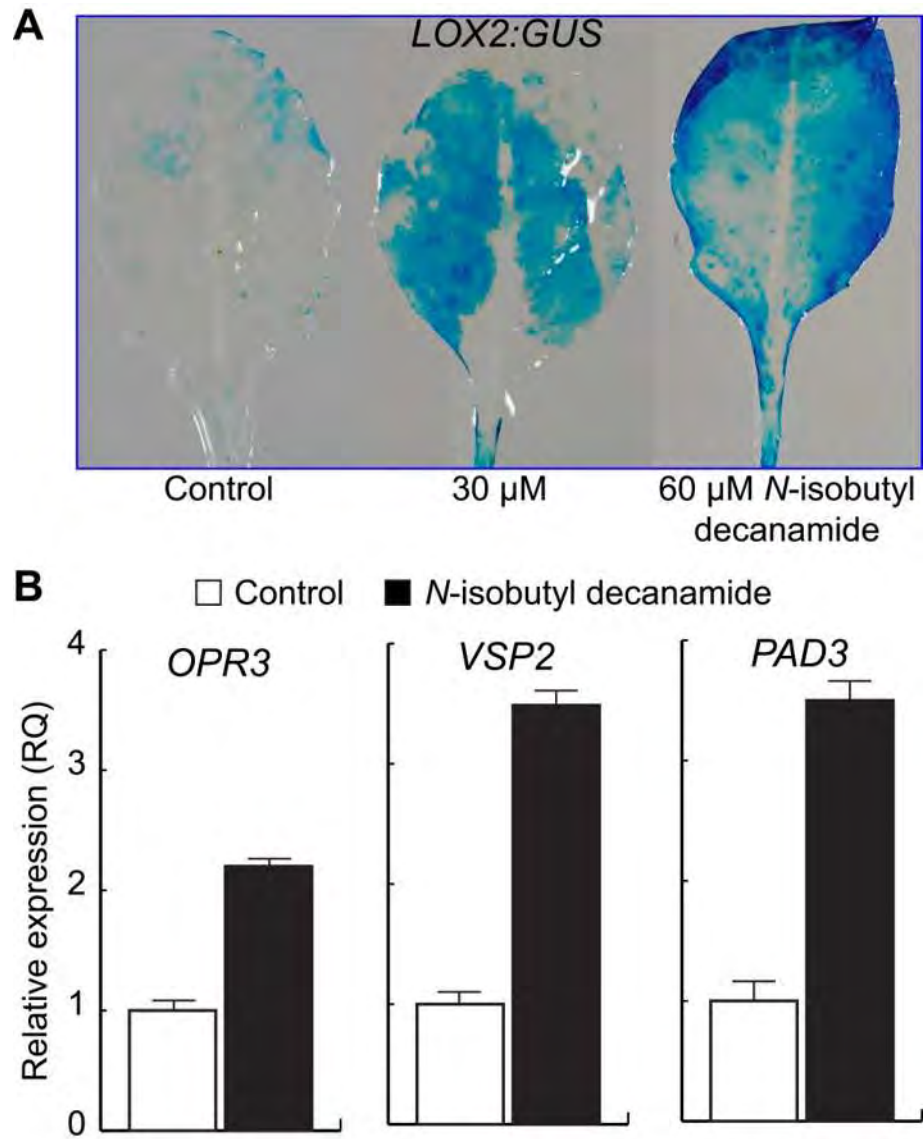 A
LOX2:GUS
Control
30 µM
60 µM N-isobutyl
decanamide
B
Control
N-isobutyl decanamide
OPR3
VSP2
PAD3
Relative expression (RQ)
4
3
2
1
0